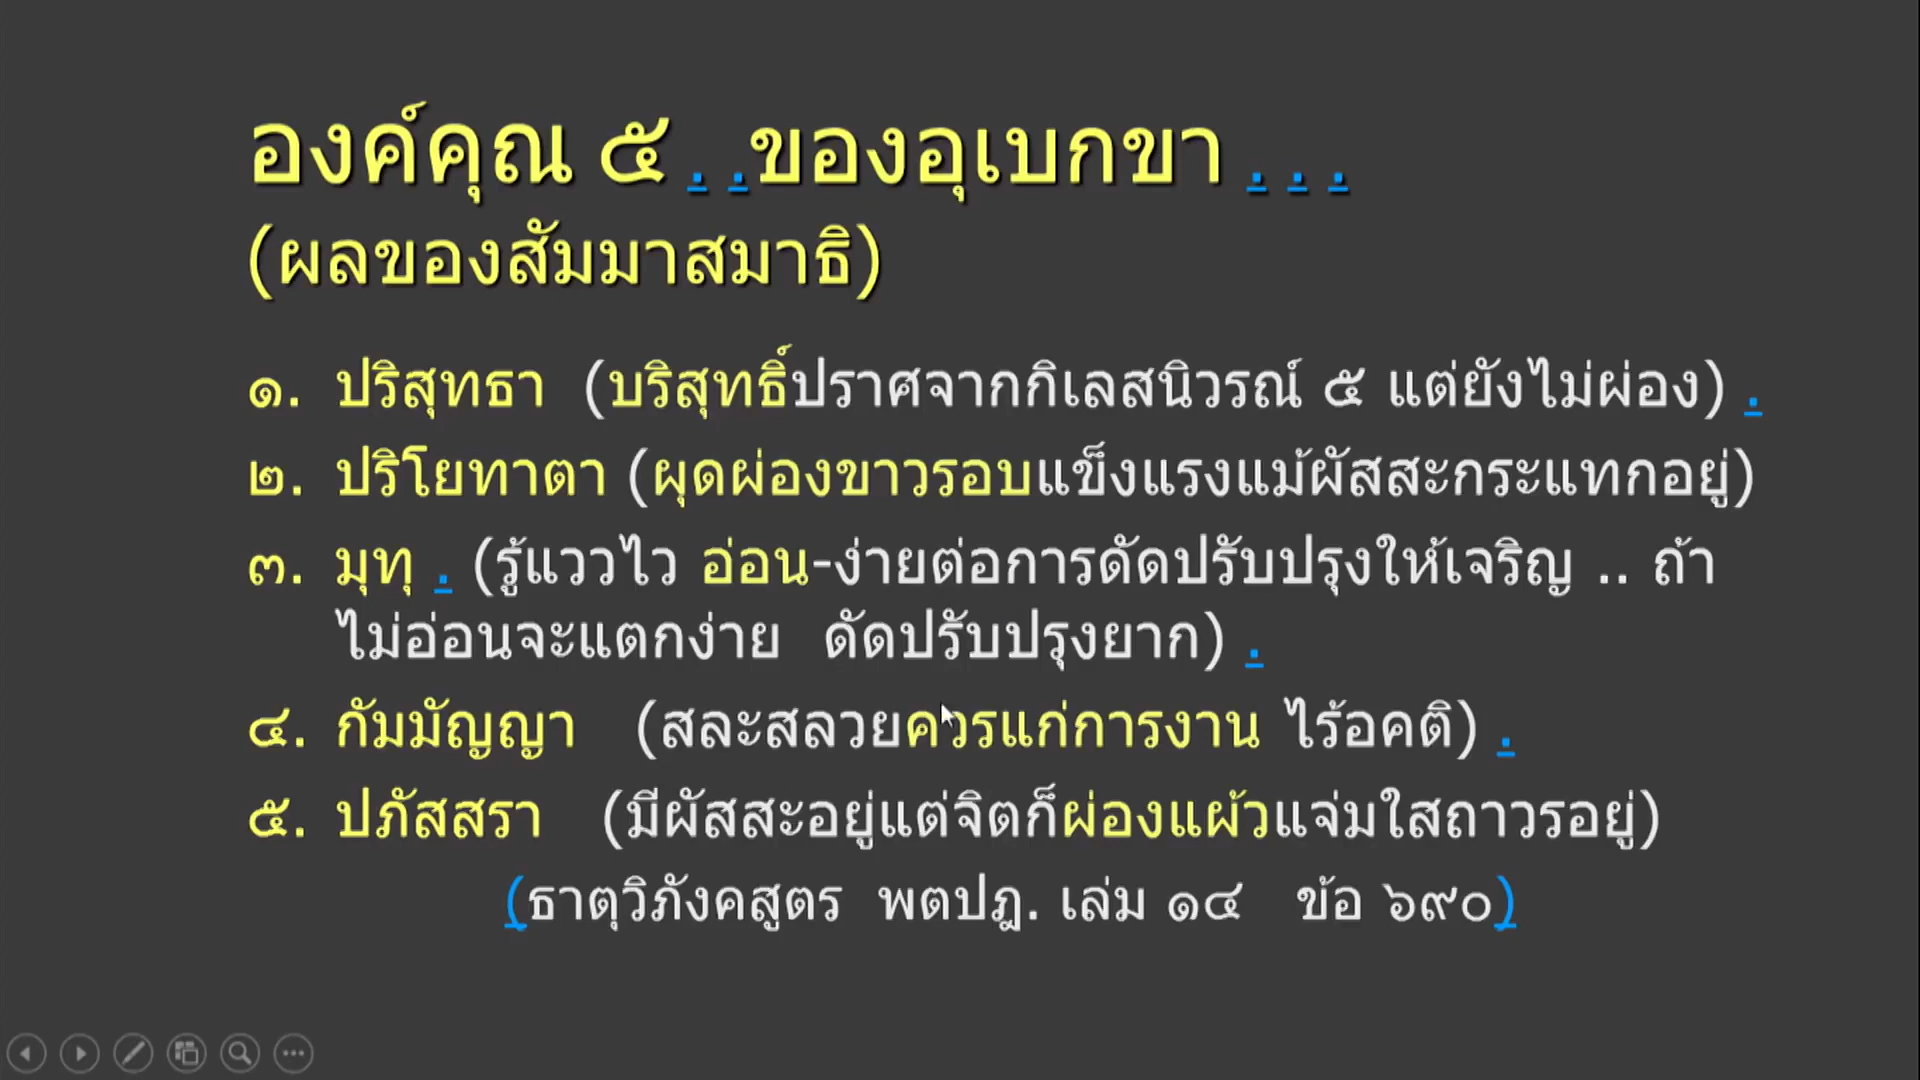 องค์คุณ ๕ . .ของอุเบกขา . . .
(ผลของสัมมาสมาธิ)
๑. ปริสุทธา (บริสุทธิ์ปราศจากกิเลสนิวรณ์ ๕ แต่ยังไม่ผ่อง) .
๒. ปริโยทาตา (ผุดผ่องขาวรอบแข็งแรงแม้ผัสสะกระแทกอยู่)
๓. มุทุ . (รู้แววไว อ่อน-ง่ายต่อการดัดปรับปรุงให้เจริญ .. ถ้า
ไม่อ่อนจะแตกง่าย ดัดปรับปรุงยาก) .
๔. กัมมัญญา (สละสลวยควรแก่การงาน ไร้อคติ) .
๕. ปภัสสรา (มีผัสสะอยู่แต่จิตก็ผ่องแผ้วแจ่มใสถาวรอยู่)
(ธาตุวิภังคสูตร พตปฎ. เล่ม ๑๔ ข้อ ๖๙๐)